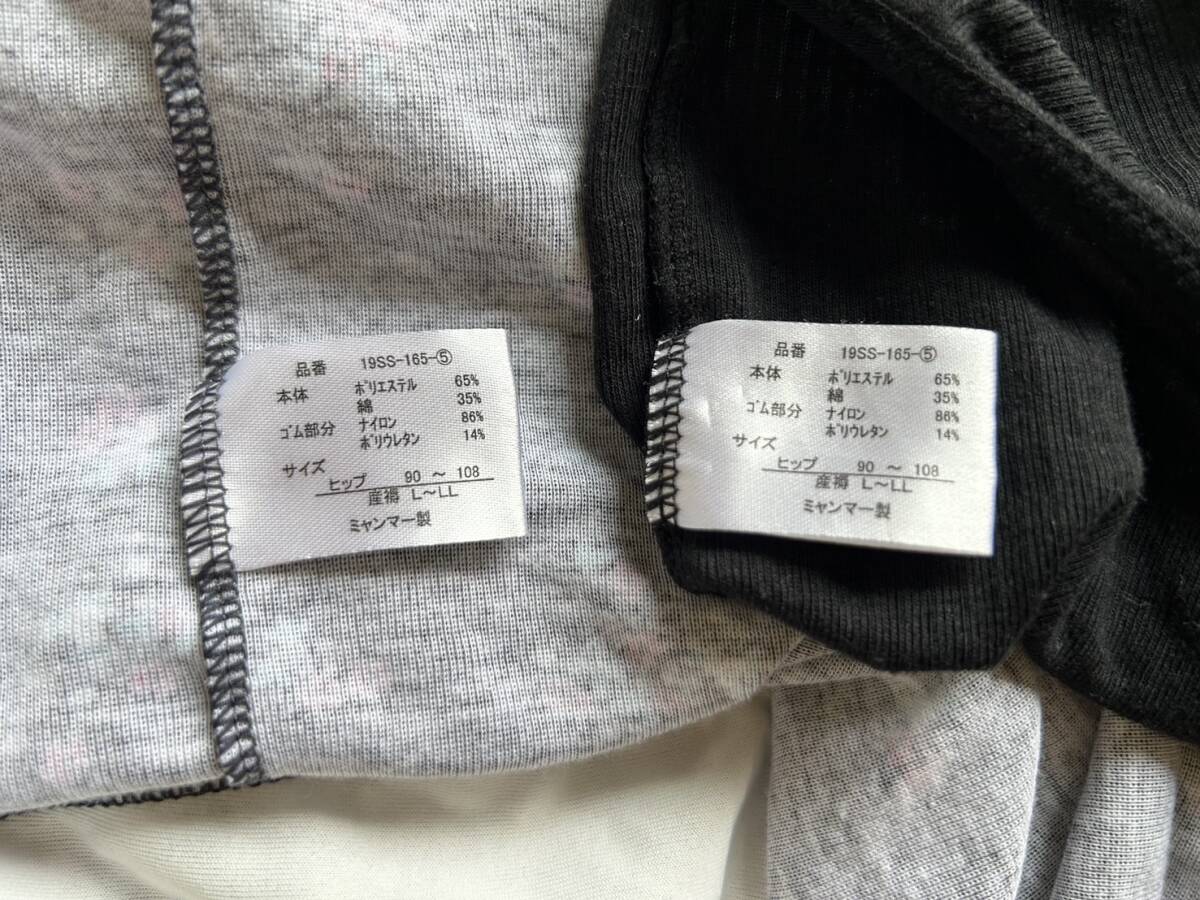 品番 19SS-165-⑤
本体 ポリエステル 65%
綿 35%
ゴム部分 ナイロン 86%
ポリウレタン 14%
サイズ
ヒップ 90 ～ 108
産褥 L～LL
ミャンマー製
品番 19SS-165-⑤
本体 ポリエステル 65%
綿 35%
ゴム部分 ナイロン 86%
ポリウレタン 14%
サイズ
ヒップ 90 ～ 108
産褥 L～LL
ミャンマー製